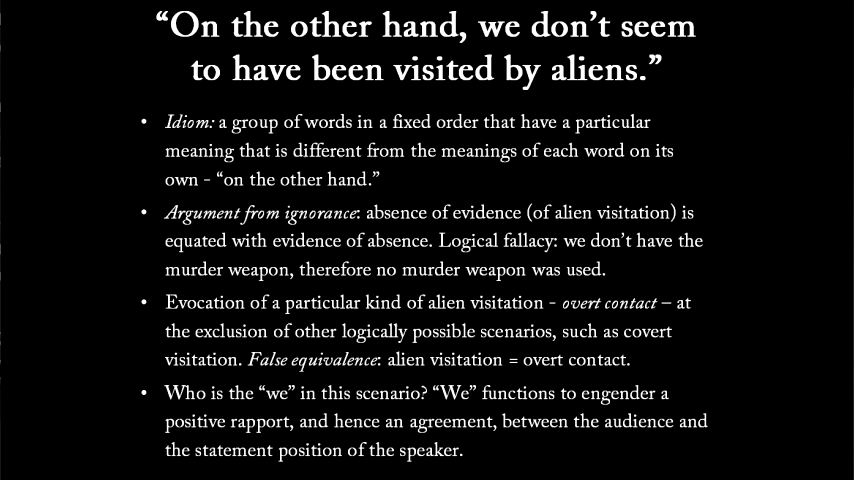 “On the other hand, we don’t seem
to have been visited by aliens.”
• Idiom: a group of words in a fixed order that have a particular
meaning that is different from the meanings of each word on its
own - “on the other hand.”
• Argument from ignorance: absence of evidence (of alien visitation) is
equated with evidence of absence. Logical fallacy: we don’t have the
murder weapon, therefore no murder weapon was used.
• Evocation of a particular kind of alien visitation - overt contact – at
the exclusion of other logically possible scenarios, such as covert
visitation. False equivalence: alien visitation = overt contact.
• Who is the “we” in this scenario? “We” functions to engender a
positive rapport, and hence an agreement, between the audience and
the statement position of the speaker.